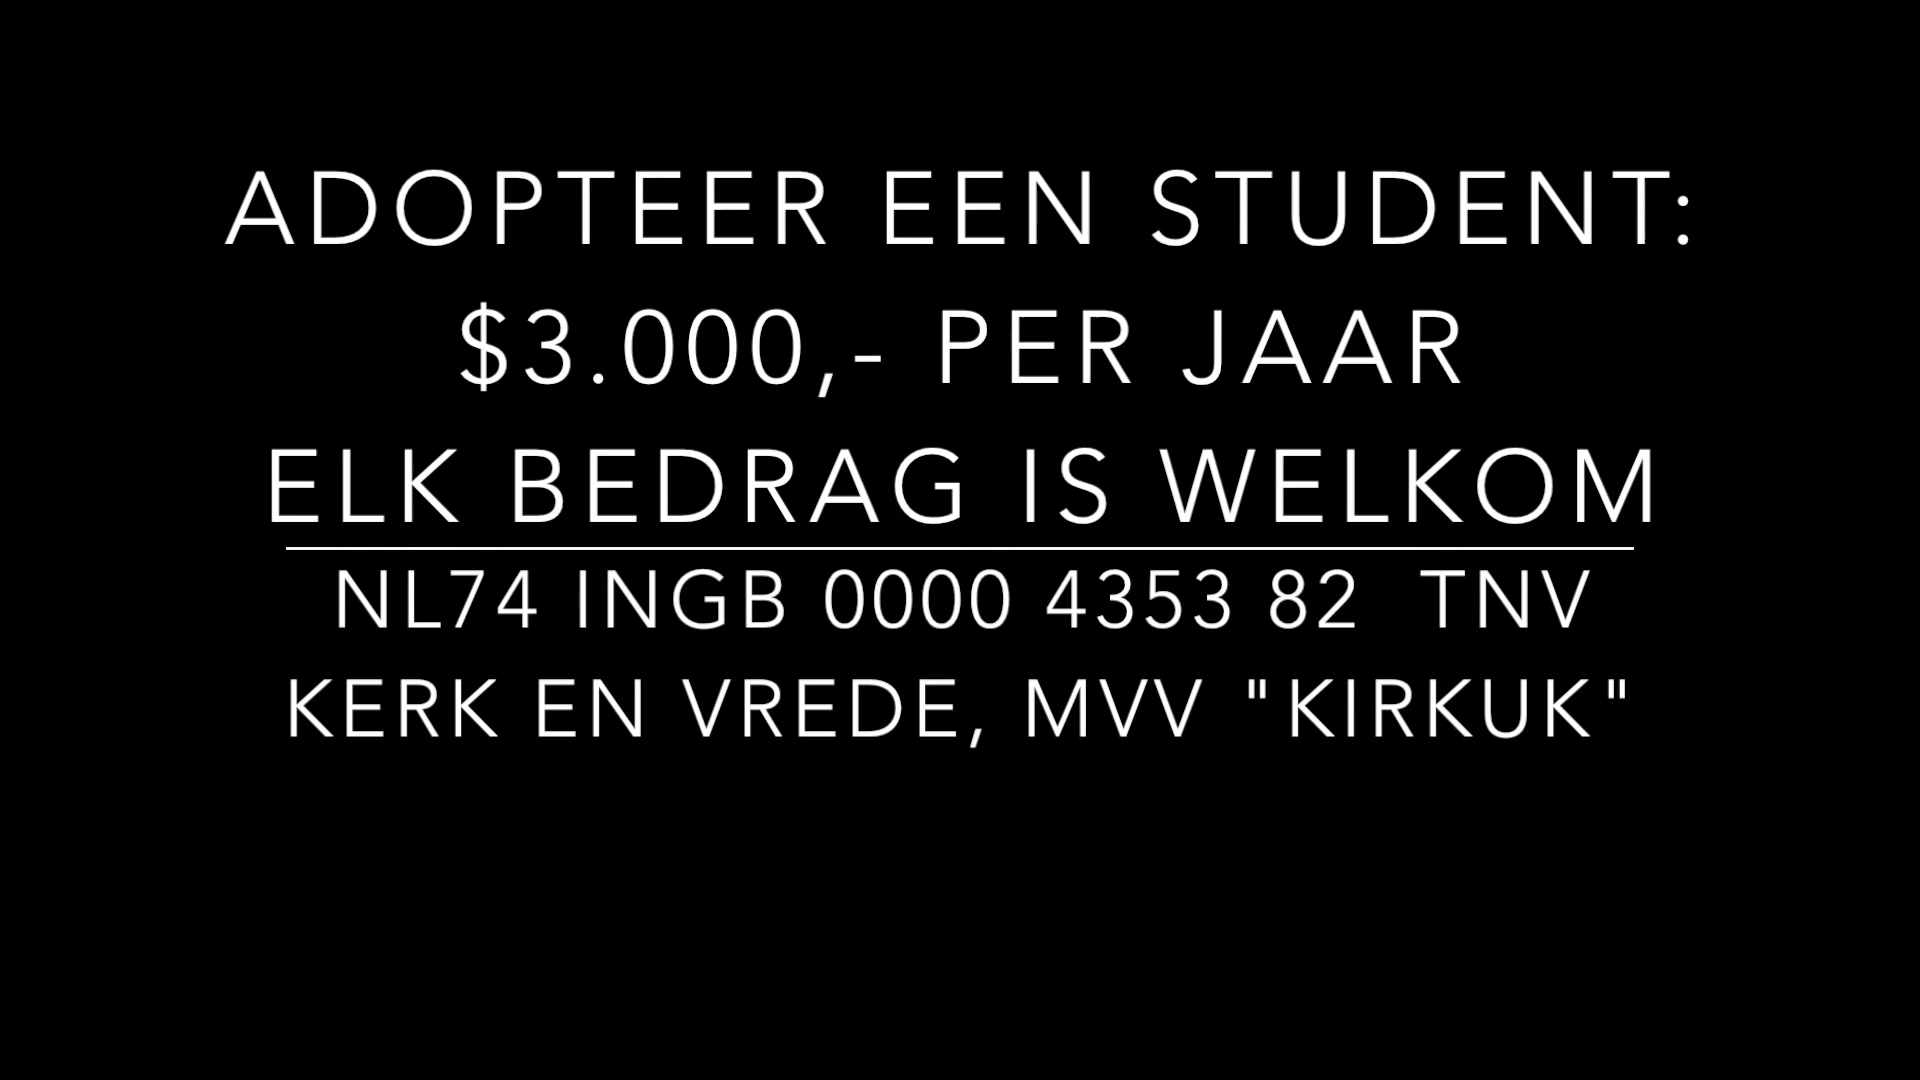 ADOPTEER EEN STUDENT:
$3.000,- PER JAAR
ELK BEDRAG IS WELKOM
NL74 INGB 0000 4353 82 TNV
KERK EN VREDE, MVV "KIRKUK"